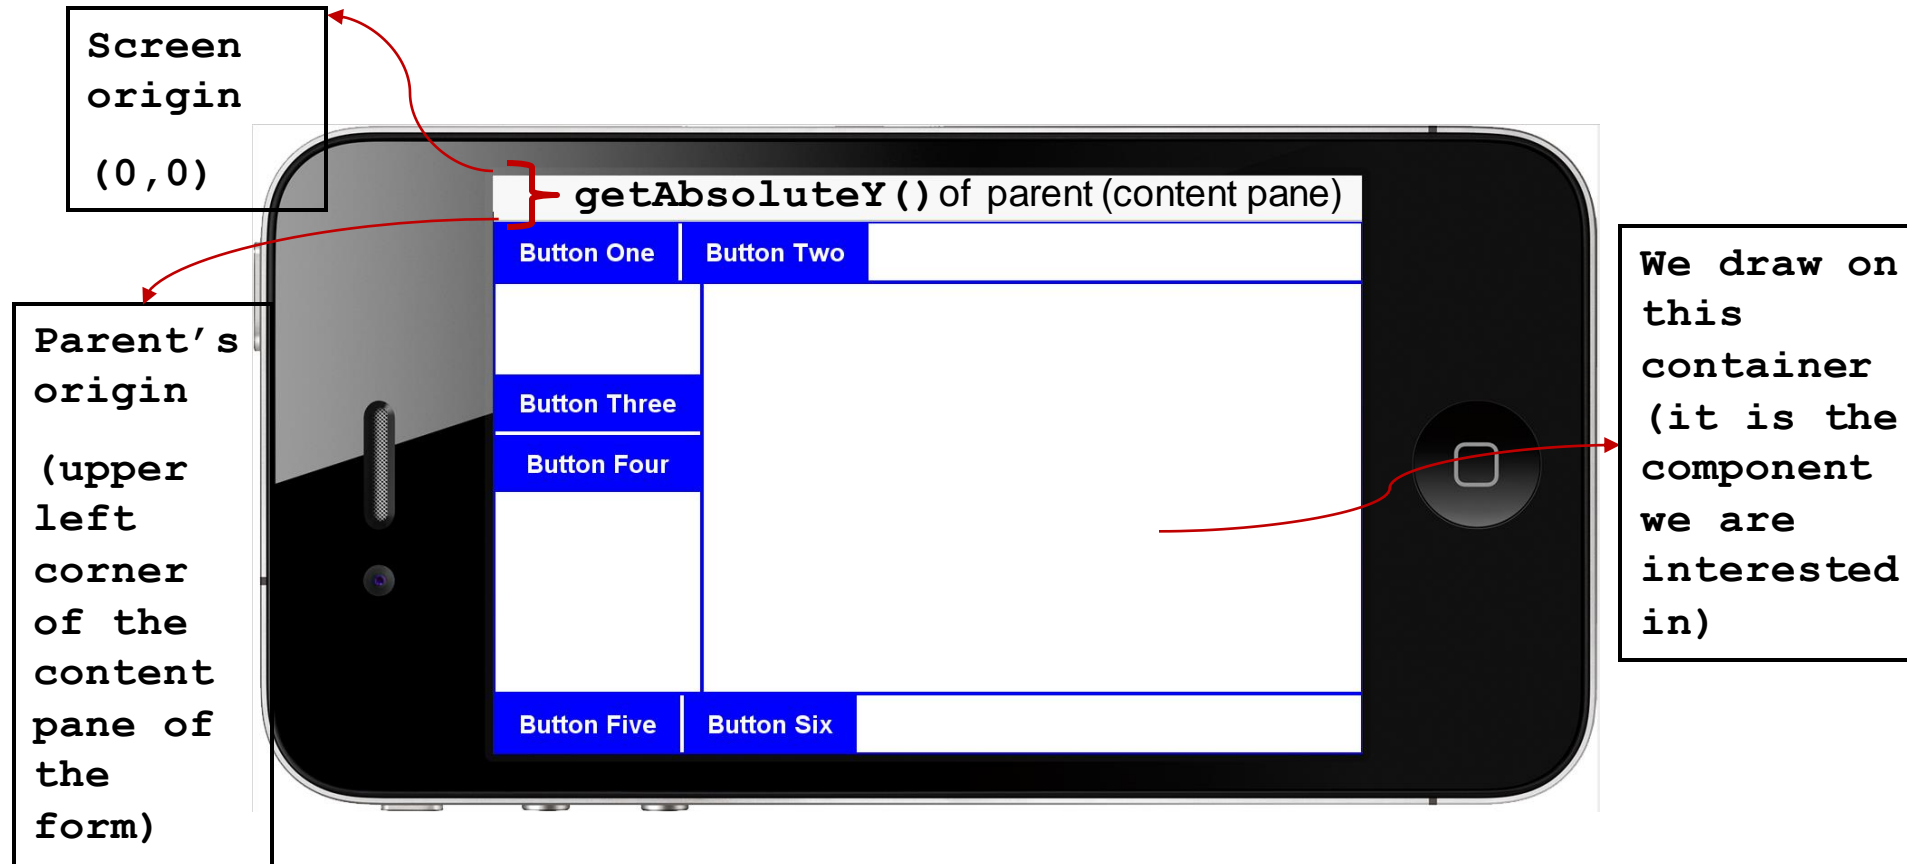 Screen
origin
(0,0)
getAbsoluteY() of parent (content pane)
Button One
Button Two
Parent’s
origin
(upper
left
corner
of the
content
pane of
the
form)
Button Three
Button Four
Button Five
Button Six
We draw on
this
container
(it is the
component
we are
interested
in)